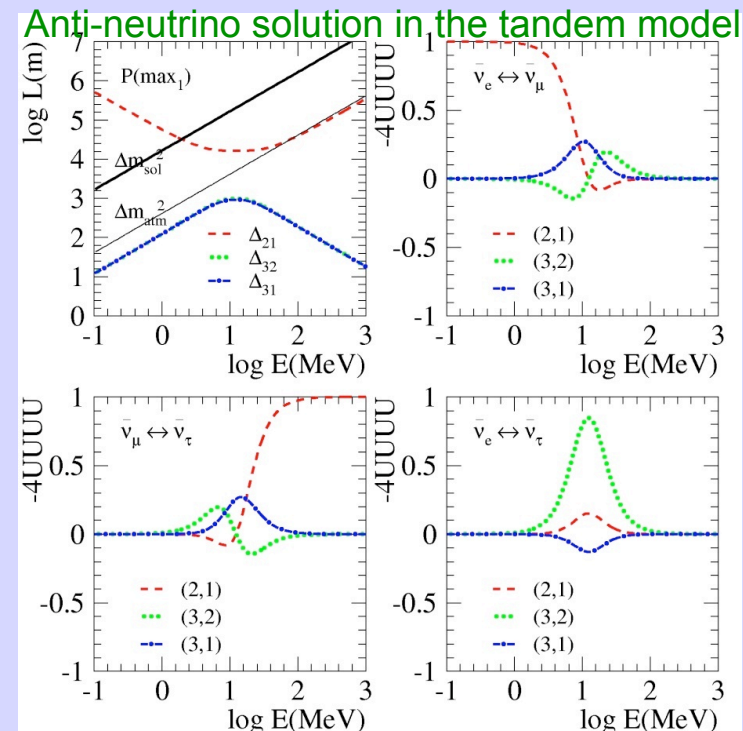 Anti-neutrino solution in the tandem model
log L(m)
7
6
5
4
3
2
1
0
P(max₁)
Δm²sol
Δm²atm
Δ₂₁
Δ₃₂
Δ₃₁
-1 0 1 2 3
log E(MeV)
-4UUUU
1
0.5
0
-0.5
-1
ν̄e ↔ ν̄μ
(2,1)
(3,2)
(3,1)
-1 0 1 2 3
log E(MeV)
-4UUUU
1
0.5
0
-0.5
-1
ν̄μ ↔ ν̄τ
(2,1)
(3,2)
(3,1)
-1 0 1 2 3
log E(MeV)
-4UUUU
1
0.5
0
-0.5
-1
ν̄e ↔ ν̄τ
(2,1)
(3,2)
(3,1)
-1 0 1 2 3
log E(MeV)